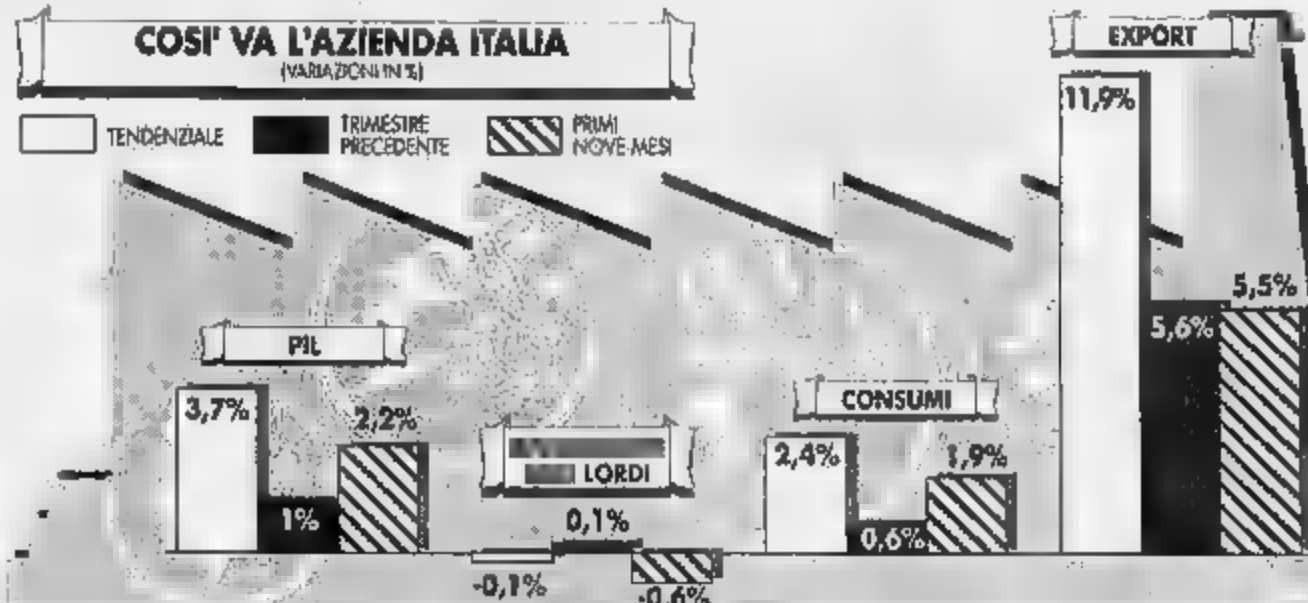 COSI' VA L'AZIENDA ITALIA
(VARIAZIONI IN %)
TENDENZIALE
TRIMESTRE
PRECEDENTE
PRIMI
NOVE MESI
EXPORT
11,9%
5,6%
5,5%
PIL
3,7%
1%
2,2%
LORDI
-0,1%
0,1%
-0,6%
CONSUMI
2,4%
0,6%
1,9%